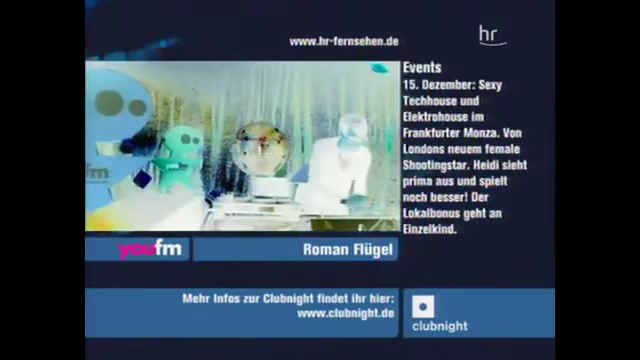 www.hr-fernsehen.de
hr
Events
15. Dezember: Sexy
Techhouse und
Elektrohouse im
Frankfurter Monza. Von
Londons neuem female
Shootingstar. Heidi sieht
prima aus und spielt
noch besser! Der
Lokalbonus geht an
Einzelkind.
fm
youfm
Roman Flügel
Mehr Infos zur Clubnight findet ihr hier:
www.clubnight.de
clubnight